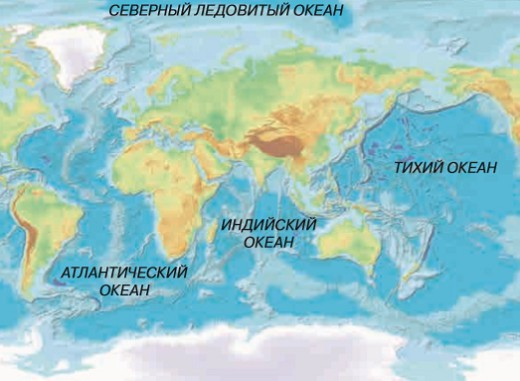 СЕВЕРНЫЙ ЛЕДОВИТЫЙ ОКЕАН
ТИХИЙ ОКЕАН
ИНДИЙСКИЙ
ОКЕАН
АТЛАНТИЧЕСКИЙ
ОКЕАН